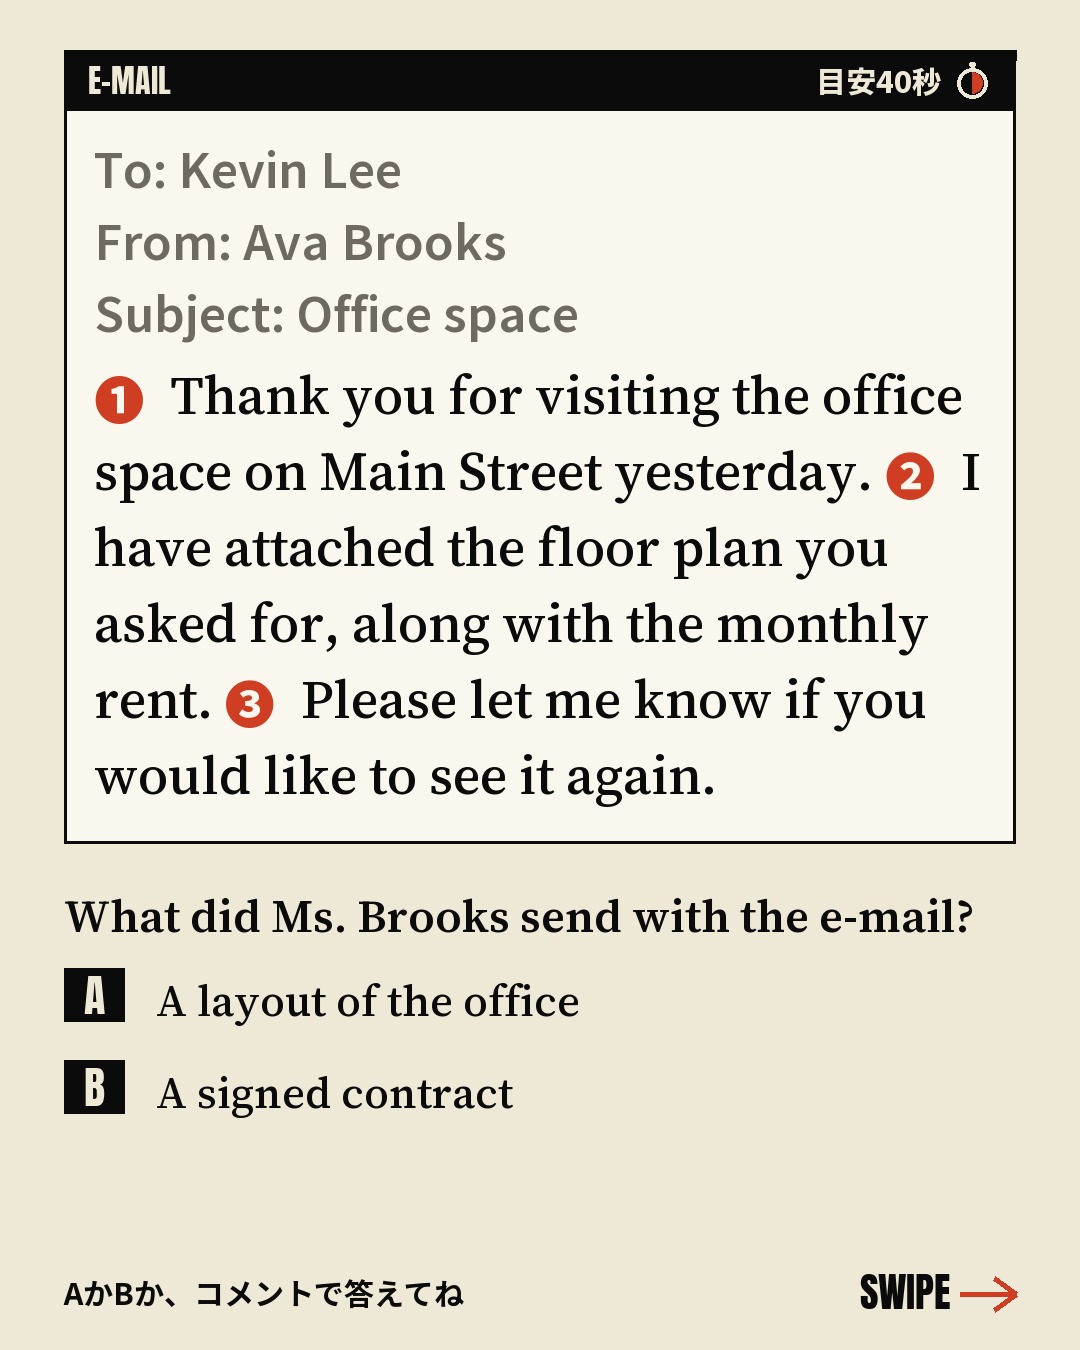 E-MAIL
目安40秒
To: Kevin Lee
From: Ava Brooks
Subject: Office space
1 Thank you for visiting the office
space on Main Street yesterday. 2 I
have attached the floor plan you
asked for, along with the monthly
rent. 3 Please let me know if you
would like to see it again.
What did Ms. Brooks send with the e-mail?
A A layout of the office
B A signed contract
AかBか、コメントで答えてね
SWIPE